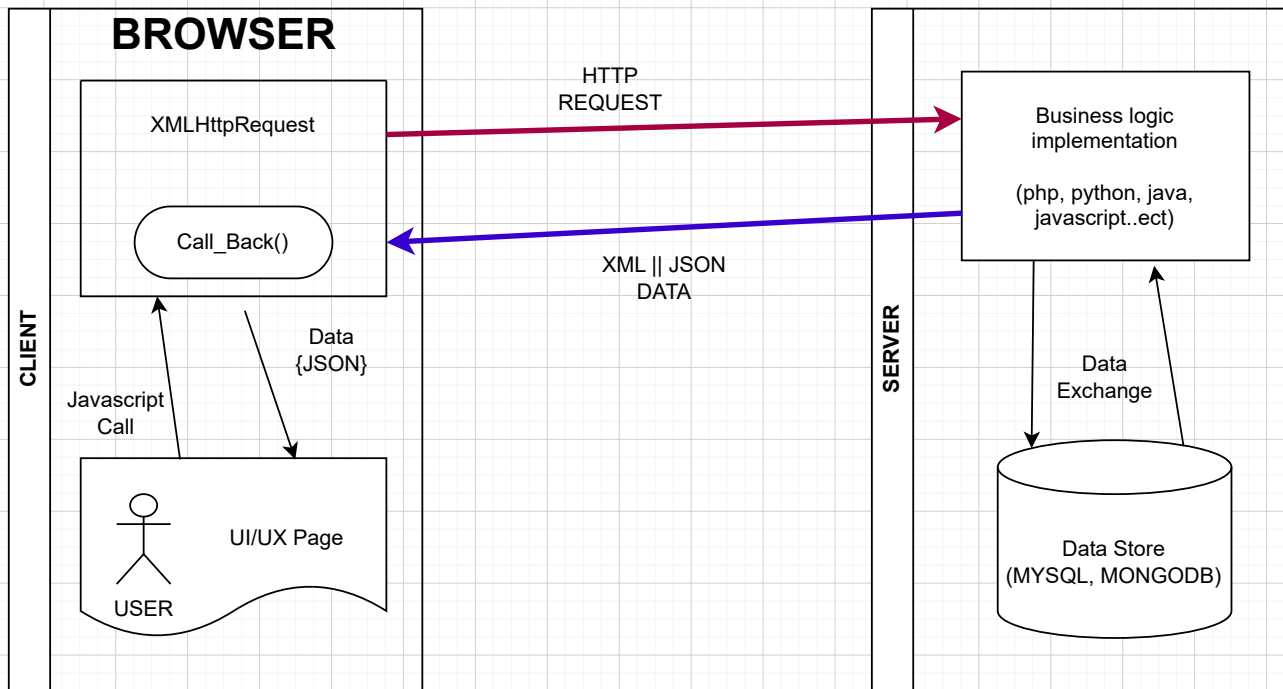 BROWSER
CLIENT
XMLHttpRequest
Call_Back()
Javascript
Call
Data
{JSON}
UI/UX Page
USER
HTTP
REQUEST
XML || JSON
DATA
SERVER
Business logic
implementation
(php, python, java,
javascript..ect)
Data
Exchange
Data Store
(MYSQL, MONGODB)